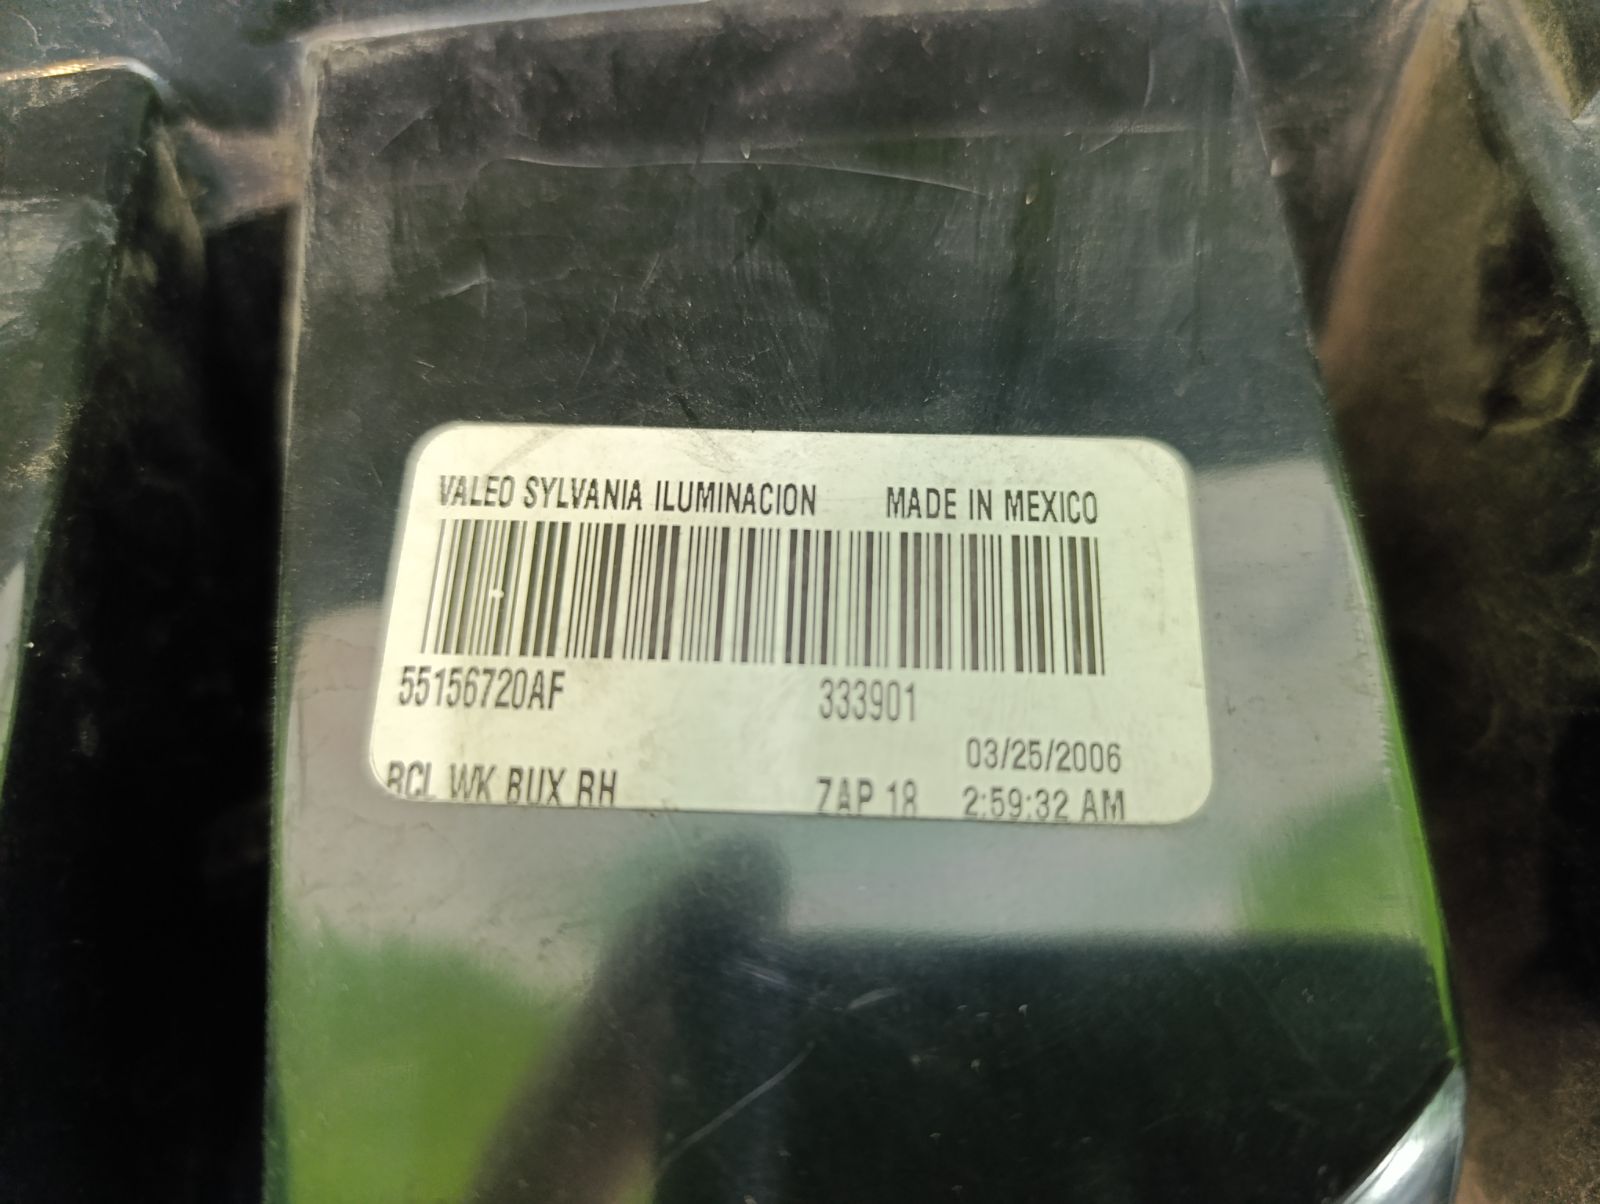 VALEO SYLVANIA ILUMINACION MADE IN MEXICO
55156720AF 333901
03/25/2006
RCL WK BUX RH ZAP 18 2:59:32 AM